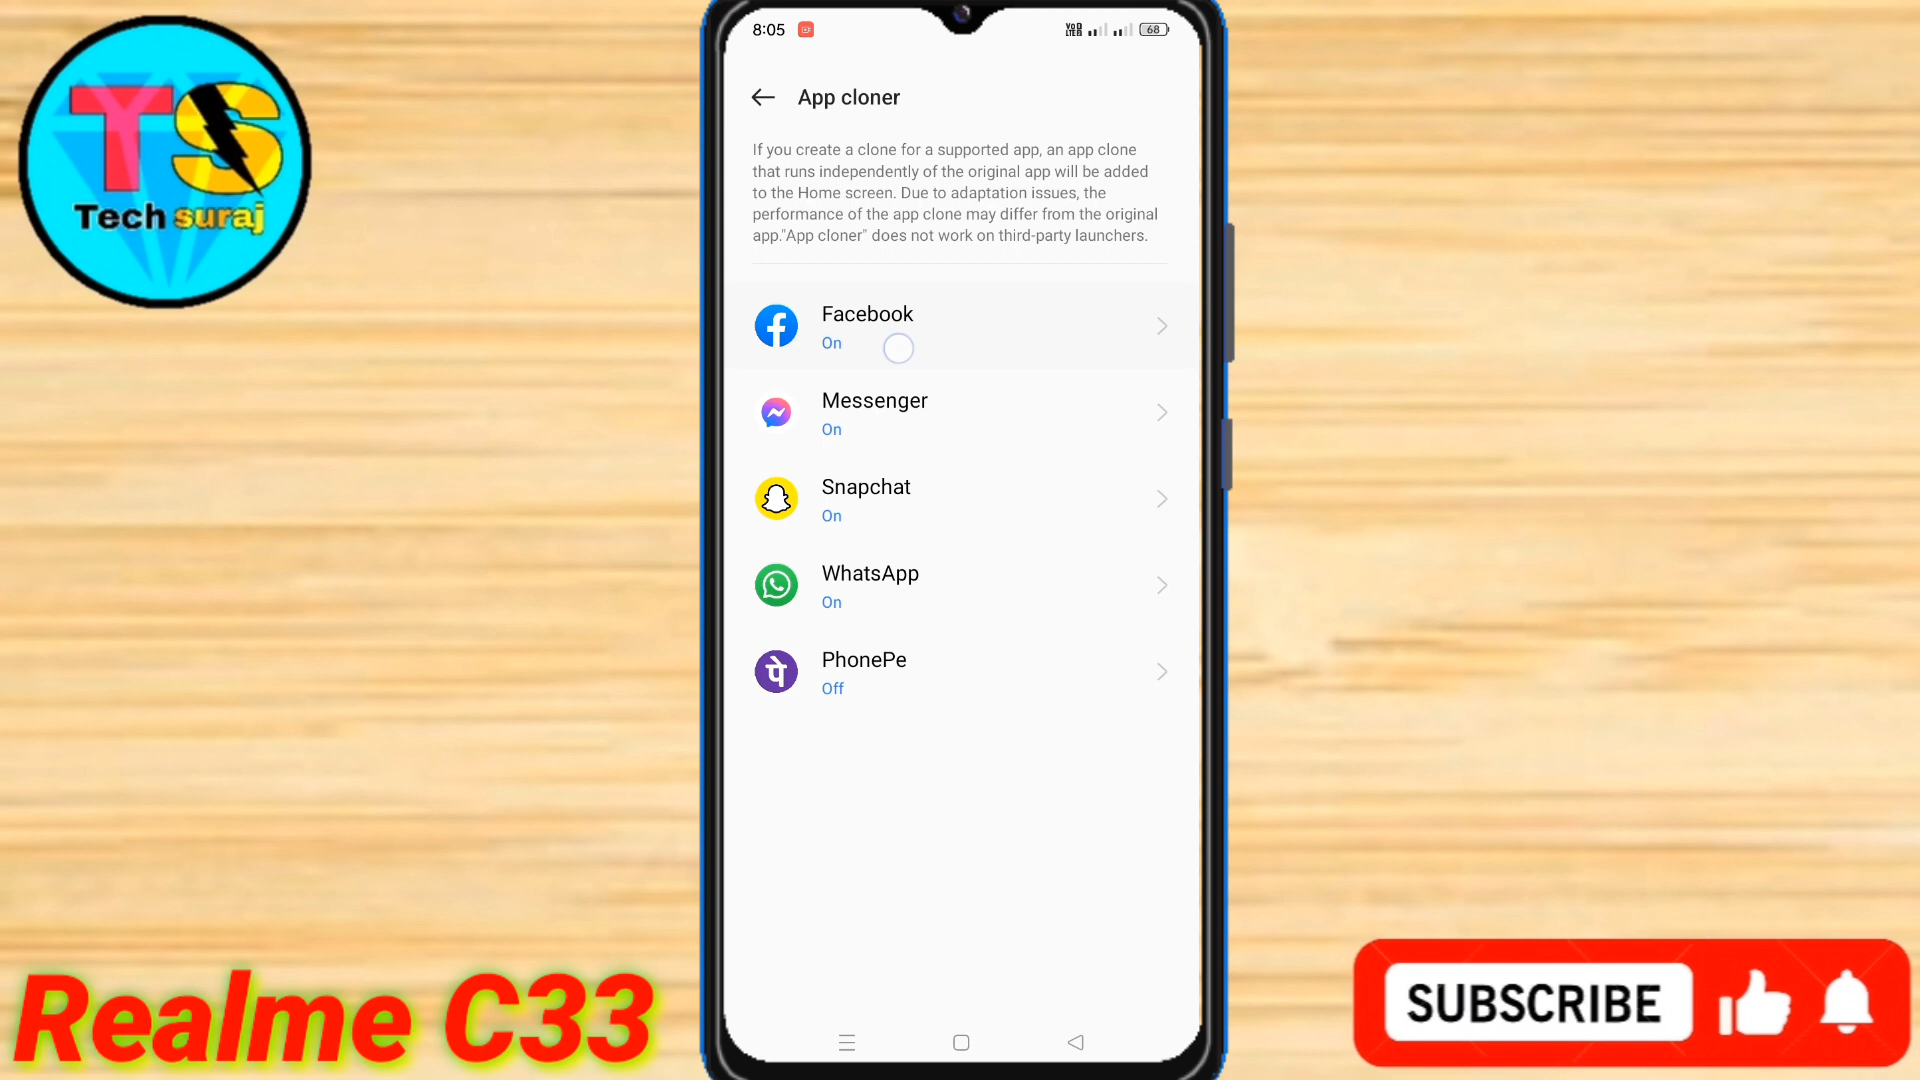 TS
Tech suraj
8:05
VoD
LTE
68
App cloner
If you create a clone for a supported app, an app clone
that runs independently of the original app will be added
to the Home screen. Due to adaptation issues, the
performance of the app clone may differ from the original
app."App cloner" does not work on third-party launchers.
Facebook
On
Messenger
On
Snapchat
On
WhatsApp
On
पे
PhonePe
Off
Realme C33
SUBSCRIBE